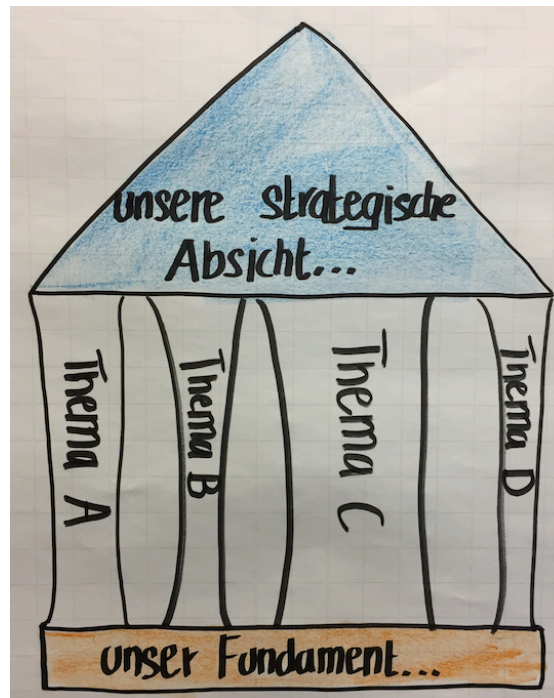 unsere strategische
Absicht...
Thema A
Thema B
Thema C
Thema D
unser Fundament...